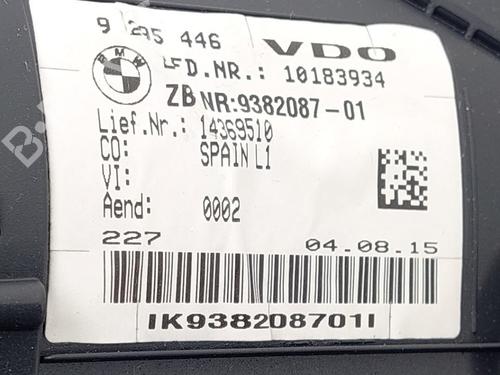 9 295 446 VDO
BMW
LFD.NR.: 10183934
ZB NR:9382087-01
Lief.Nr.: 14369510
CO: SPAIN L1
VI:
Aend: 0002
227 04.08.15
IK938208701I